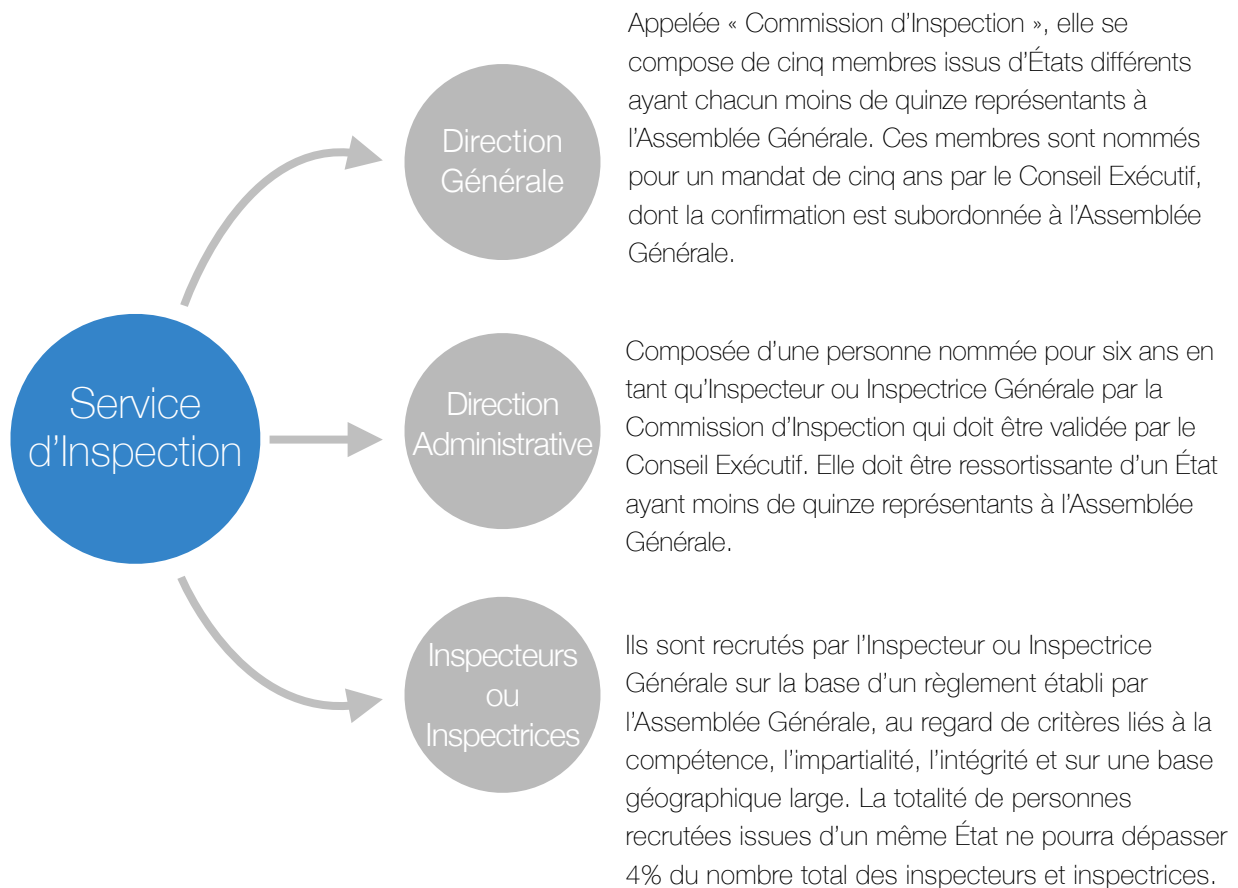 Appelée « Commission d’Inspection », elle se
compose de cinq membres issus d’États différents
ayant chacun moins de quinze représentants à
l’Assemblée Générale. Ces membres sont nommés
pour un mandat de cinq ans par le Conseil Exécutif,
dont la confirmation est subordonnée à l’Assemblée
Générale.
Direction
Générale
Service
d’Inspection
Direction
Administrative
Composée d’une personne nommée pour six ans en
tant qu’Inspecteur ou Inspectrice Générale par la
Commission d’Inspection qui doit être validée par le
Conseil Exécutif. Elle doit être ressortissante d’un État
ayant moins de quinze représentants à l’Assemblée
Générale.
Inspecteurs
ou
Inspectrices
Ils sont recrutés par l’Inspecteur ou Inspectrice
Générale sur la base d’un règlement établi par
l’Assemblée Générale, au regard de critères liés à la
compétence, l’impartialité, l’intégrité et sur une base
géographique large. La totalité de personnes
recrutées issues d’un même État ne pourra dépasser
4% du nombre total des inspecteurs et inspectrices.